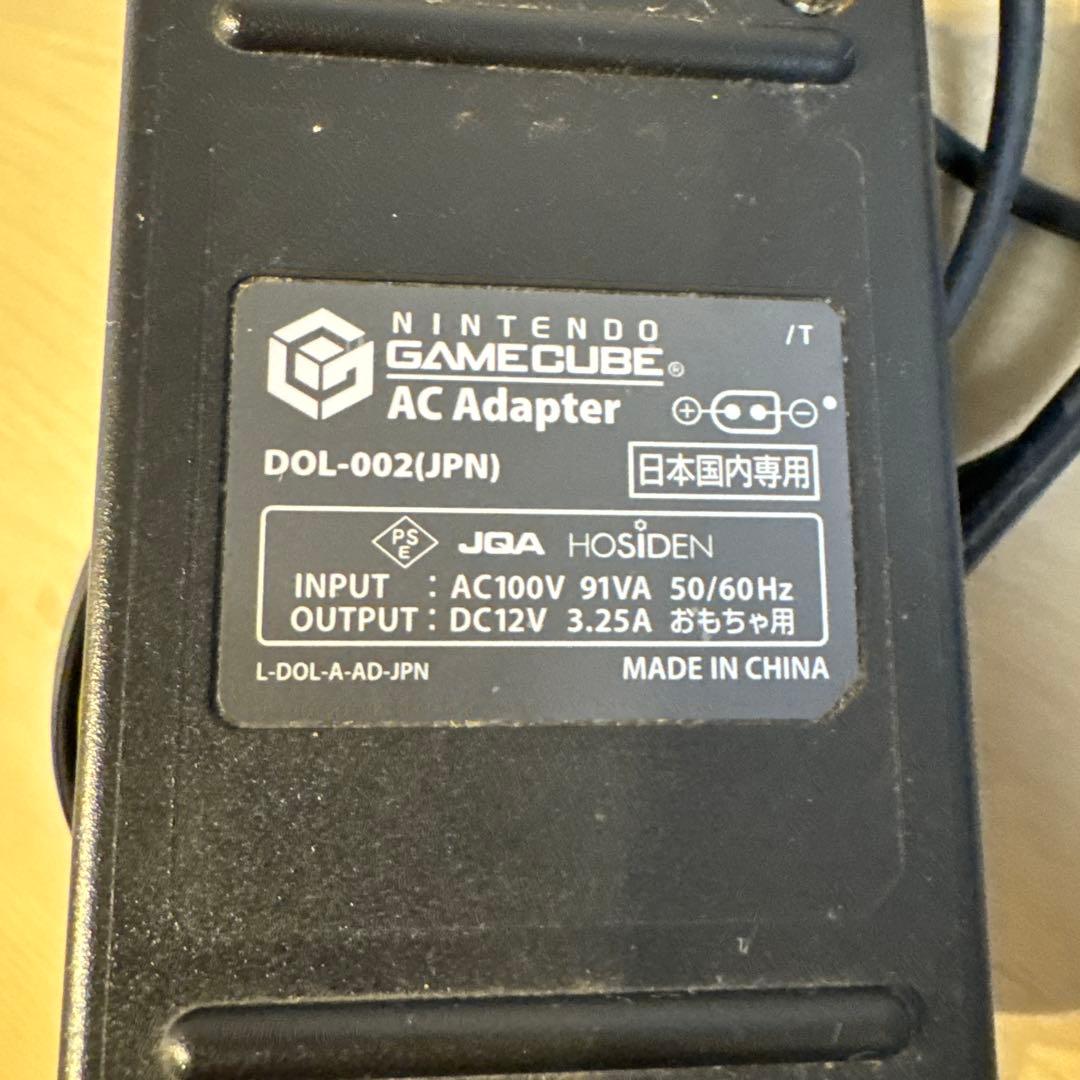 NINTENDO
GAMECUBE®
AC Adapter
/T
DOL-002(JPN)
日本国内専用
PSE JQA HOSIDEN
INPUT : AC100V 91VA 50/60Hz
OUTPUT : DC12V 3.25A おもちゃ用
L-DOL-A-AD-JPN MADE IN CHINA